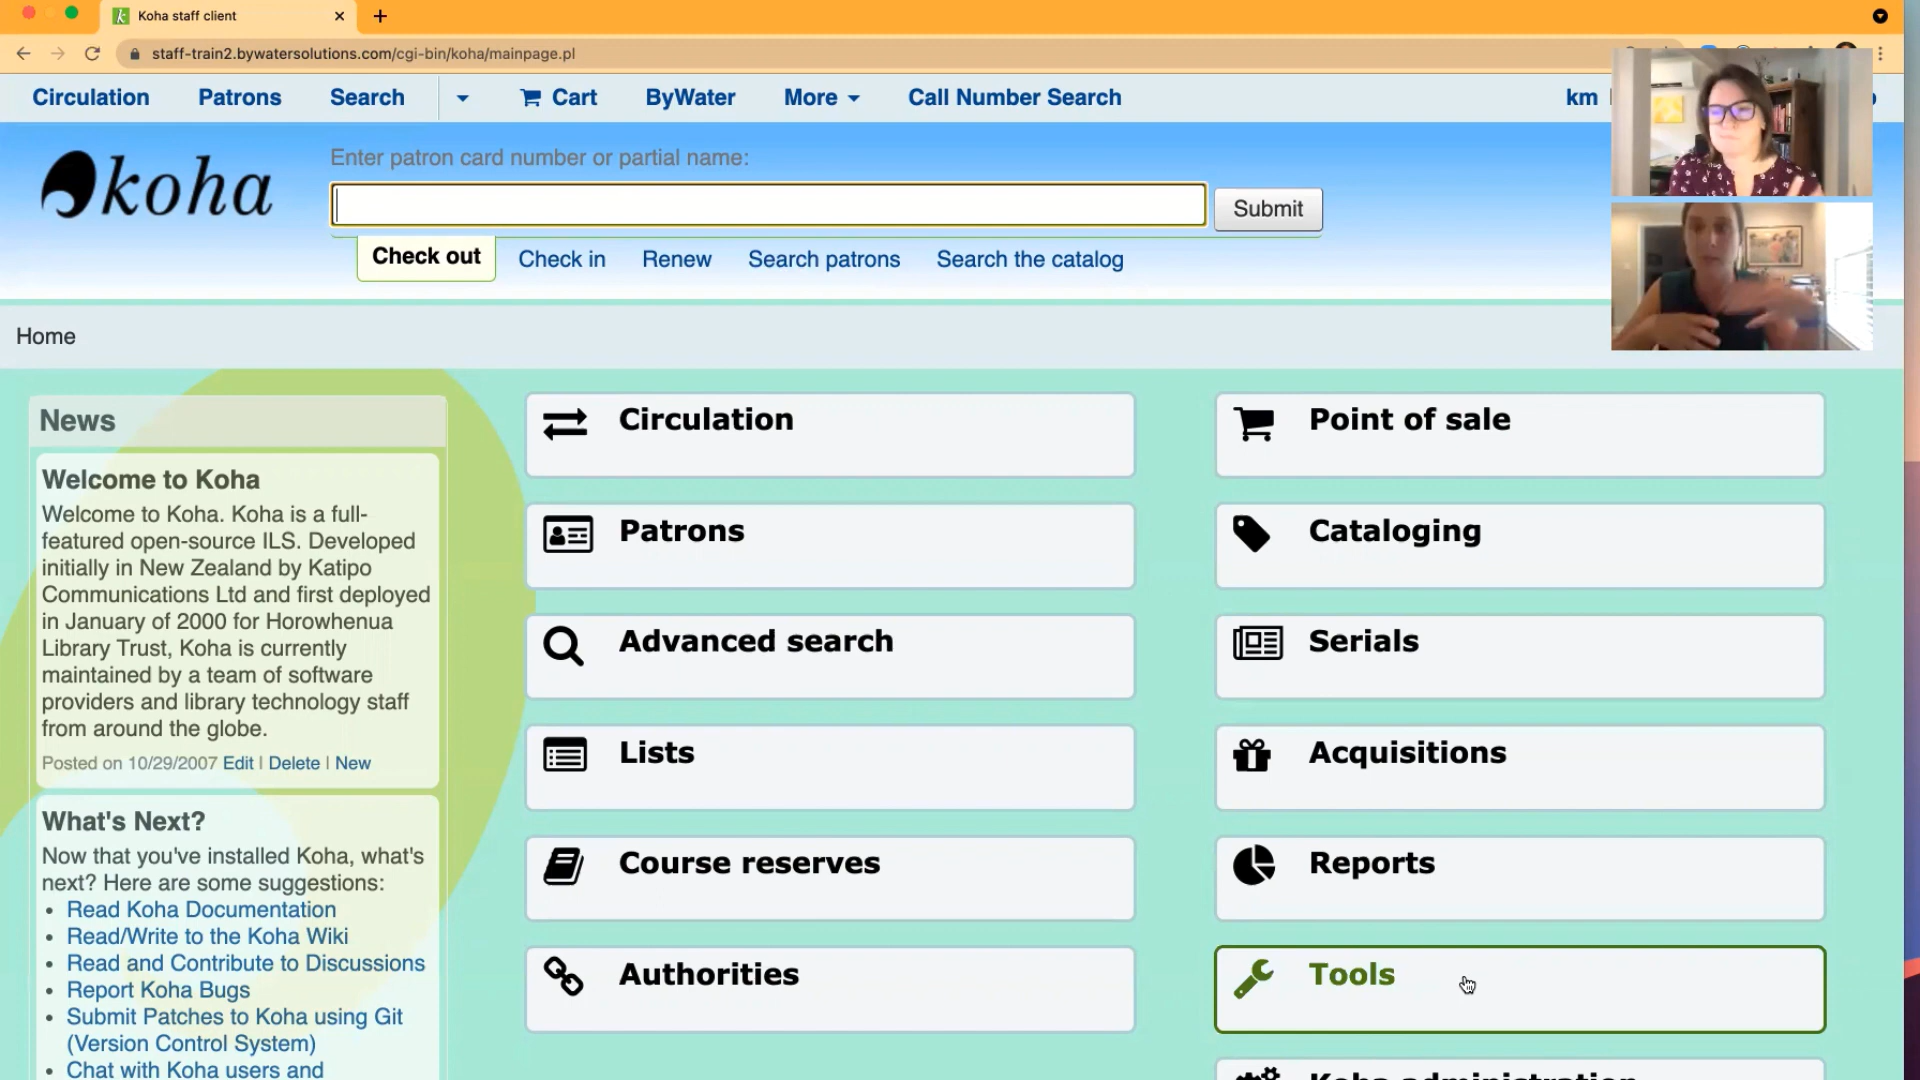 Koha staff client
staff-train2.bywatersolutions.com/cgi-bin/koha/mainpage.pl
Circulation Patrons Search Cart ByWater More Call Number Search km
koha
Enter patron card number or partial name:
Submit
Check out Check in Renew Search patrons Search the catalog
Home
News
Welcome to Koha
Welcome to Koha. Koha is a full-
featured open-source ILS. Developed
initially in New Zealand by Katipo
Communications Ltd and first deployed
in January of 2000 for Horowhenua
Library Trust, Koha is currently
maintained by a team of software
providers and library technology staff
from around the globe.
Posted on 10/29/2007 Edit | Delete | New
What's Next?
Now that you've installed Koha, what's
next? Here are some suggestions:
• Read Koha Documentation
• Read/Write to the Koha Wiki
• Read and Contribute to Discussions
• Report Koha Bugs
• Submit Patches to Koha using Git
(Version Control System)
• Chat with Koha users and
Circulation
Patrons
Advanced search
Lists
Course reserves
Authorities
Point of sale
Cataloging
Serials
Acquisitions
Reports
Tools
Koha administration